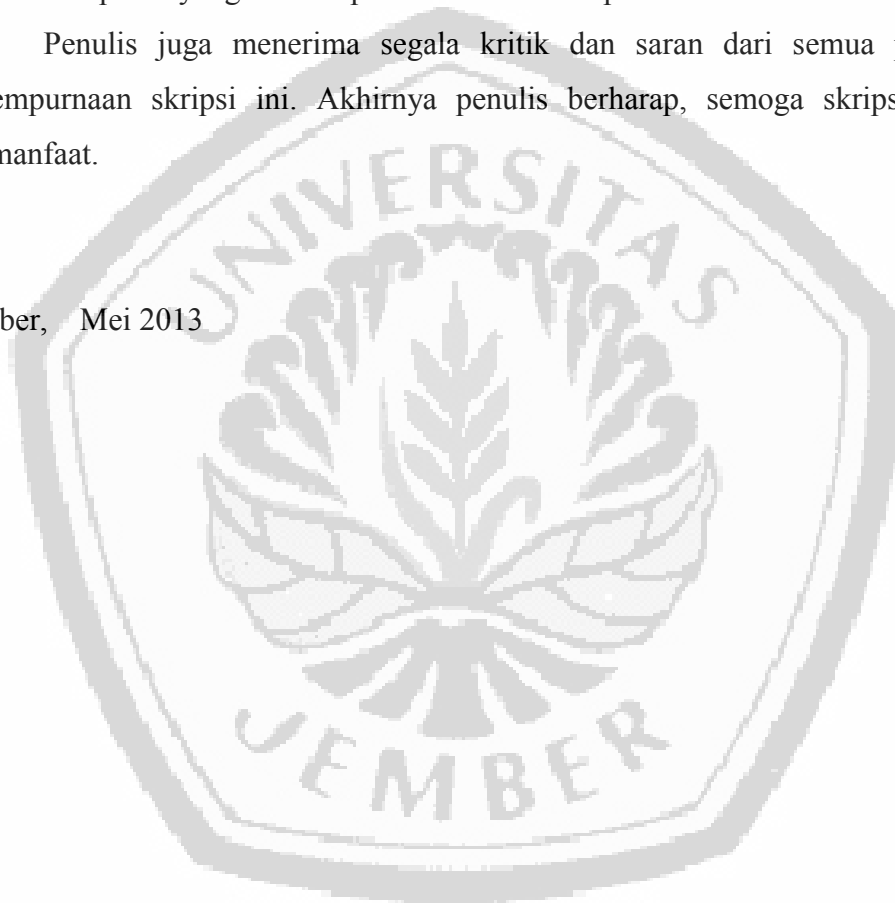 Penulis juga menerima segala kritik dan saran dari semua
empurnaan skripsi ini. Akhirnya penulis berharap, semoga skrips
manfaat.
ber, Mei 2013
UNIVERSITAS
JEMBER